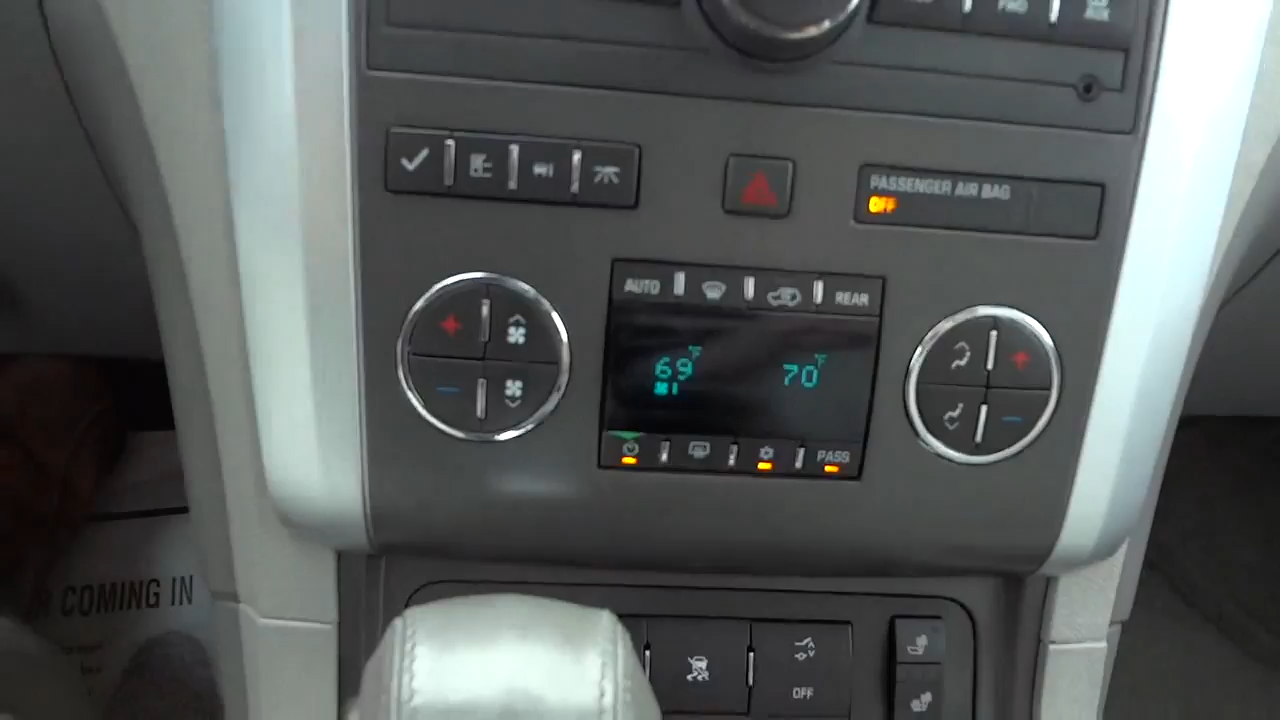 PASSENGER AIR BAG
OFF
AUTO
REAR
69°F
70°F
PASS
COMING IN
OFF